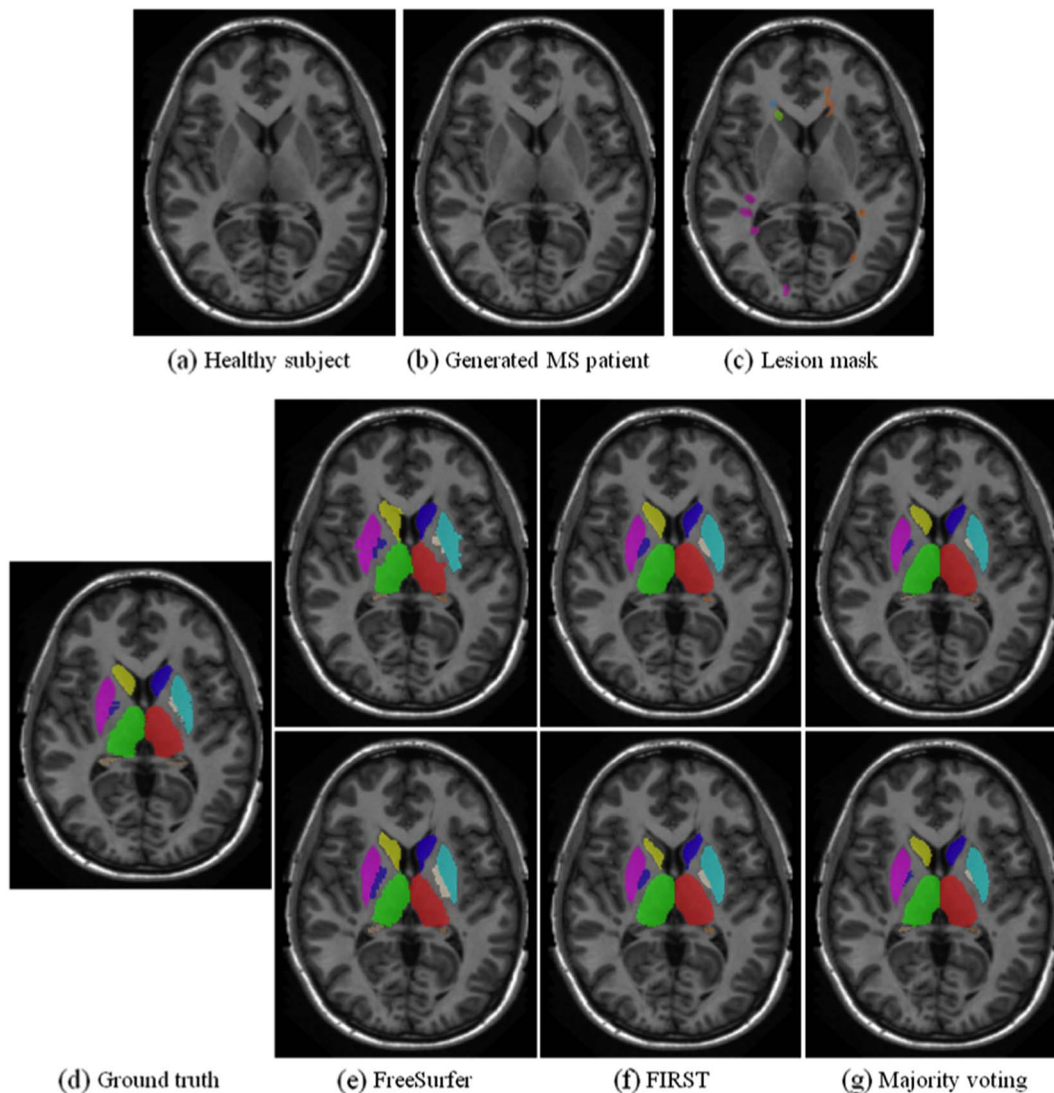 (a) Healthy subject
(b) Generated MS patient
(c) Lesion mask
(d) Ground truth
(e) FreeSurfer
(f) FIRST
(g) Majority voting